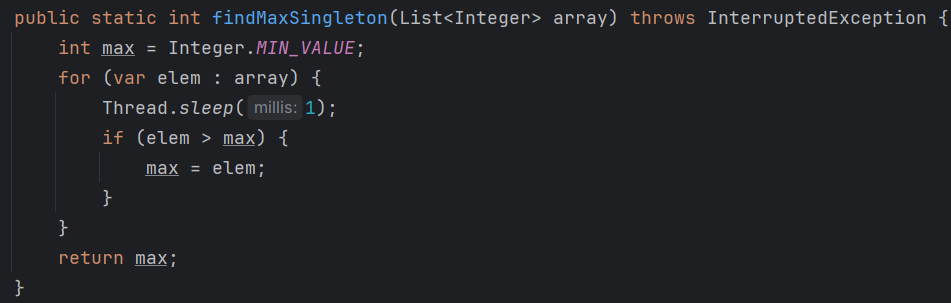 public static int findMaxSingleton(List<Integer> array) throws InterruptedException {
    int max = Integer.MIN_VALUE;
    for (var elem : array) {
        Thread.sleep( millis: 1);
        if (elem > max) {
            max = elem;
        }
    }
    return max;
}